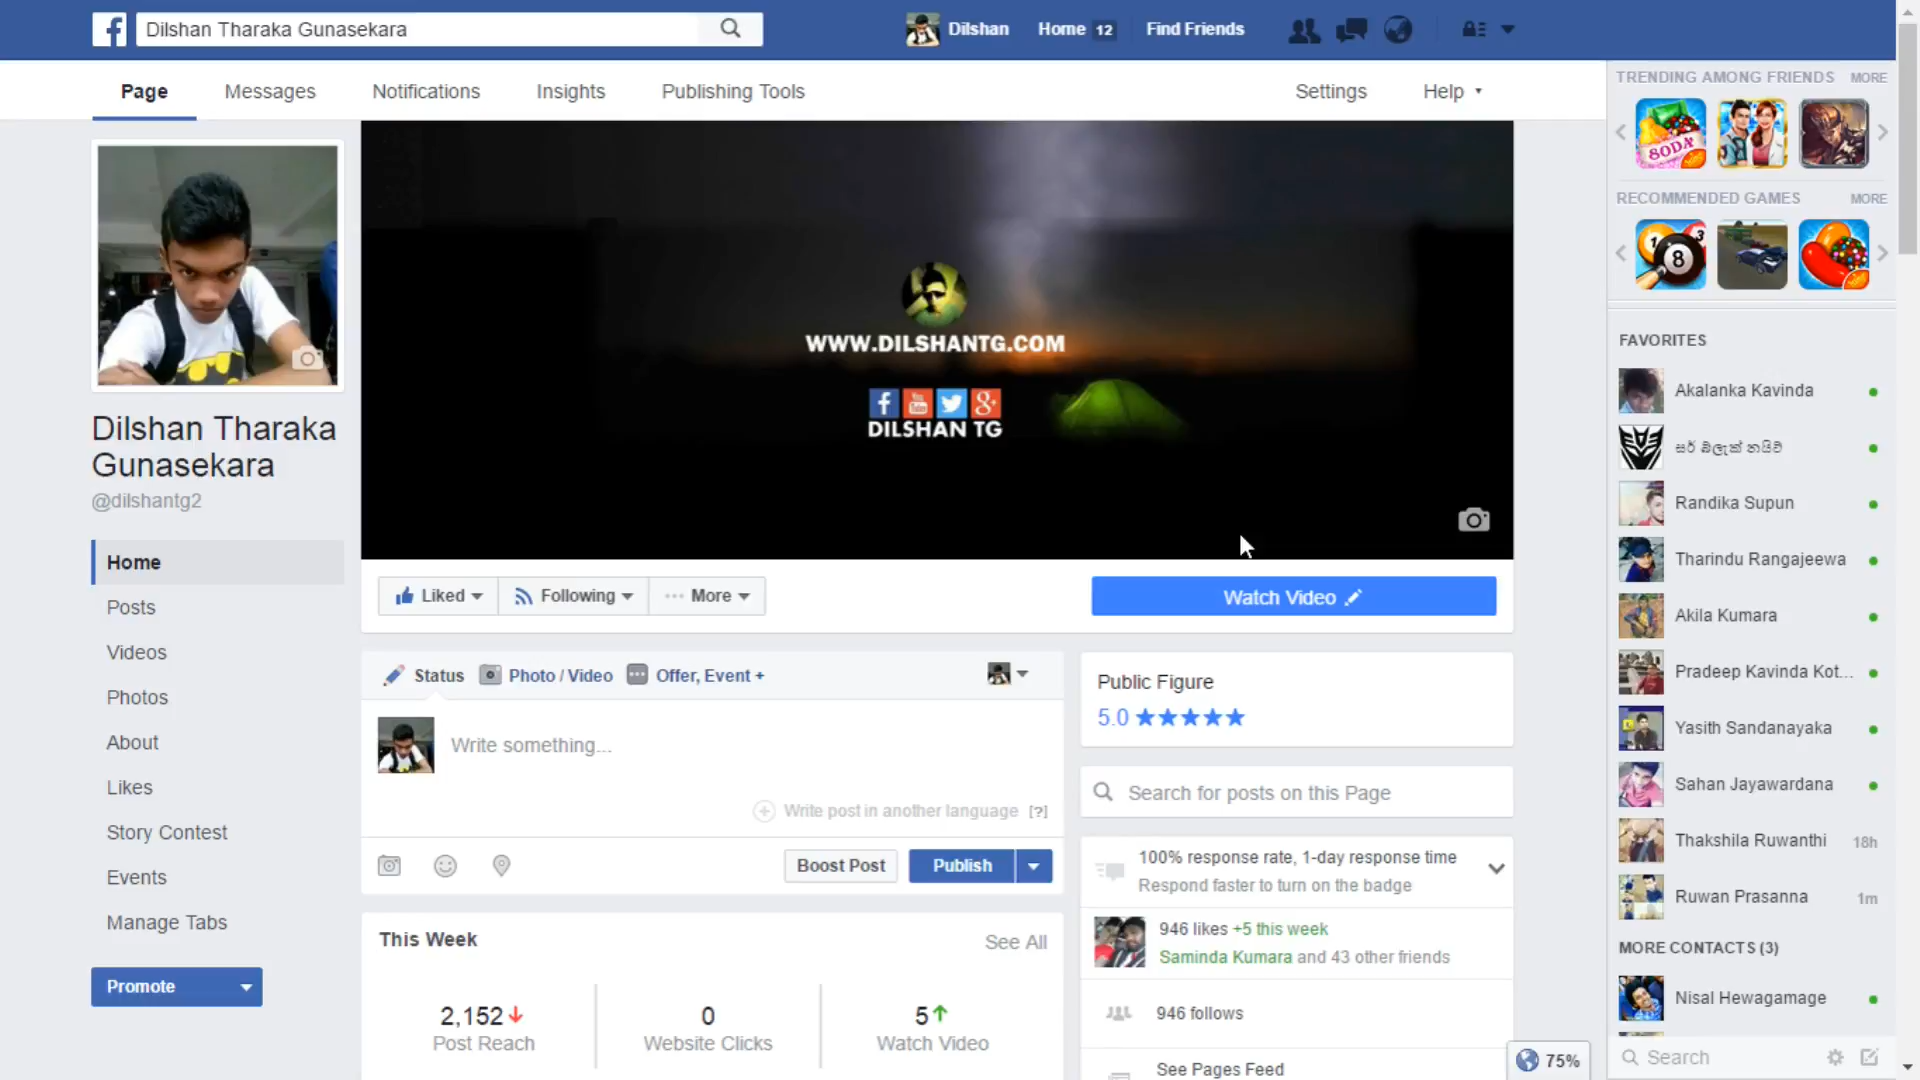 Dilshan Tharaka Gunasekara
Dilshan
Home 12
Find Friends
Page
Messages
Notifications
Insights
Publishing Tools
Settings
Help
TRENDING AMONG FRIENDS MORE
SODA
RECOMMENDED GAMES MORE
WWW.DILSHANTG.COM
DILSHAN TG
Dilshan Tharaka
Gunasekara
@dilshantg2
Home
Posts
Videos
Photos
About
Likes
Story Contest
Events
Manage Tabs
Promote
Liked
Following
More
Watch Video
Status
Photo / Video
Offer, Event +
Write something...
Write post in another language [?]
Boost Post
Publish
This Week
See All
2,152
Post Reach
0
Website Clicks
5
Watch Video
Public Figure
5.0
Search for posts on this Page
100% response rate, 1-day response time
Respond faster to turn on the badge
946 likes +5 this week
Saminda Kumara and 43 other friends
946 follows
See Pages Feed
75%
FAVORITES
Akalanka Kavinda
සර් බ්ලැක් නයිට්
Randika Supun
Tharindu Rangajeewa
Akila Kumara
Pradeep Kavinda Kot...
Yasith Sandanayaka
Sahan Jayawardana
Thakshila Ruwanthi 18h
Ruwan Prasanna 1m
MORE CONTACTS (3)
Nisal Hewagamage
Search